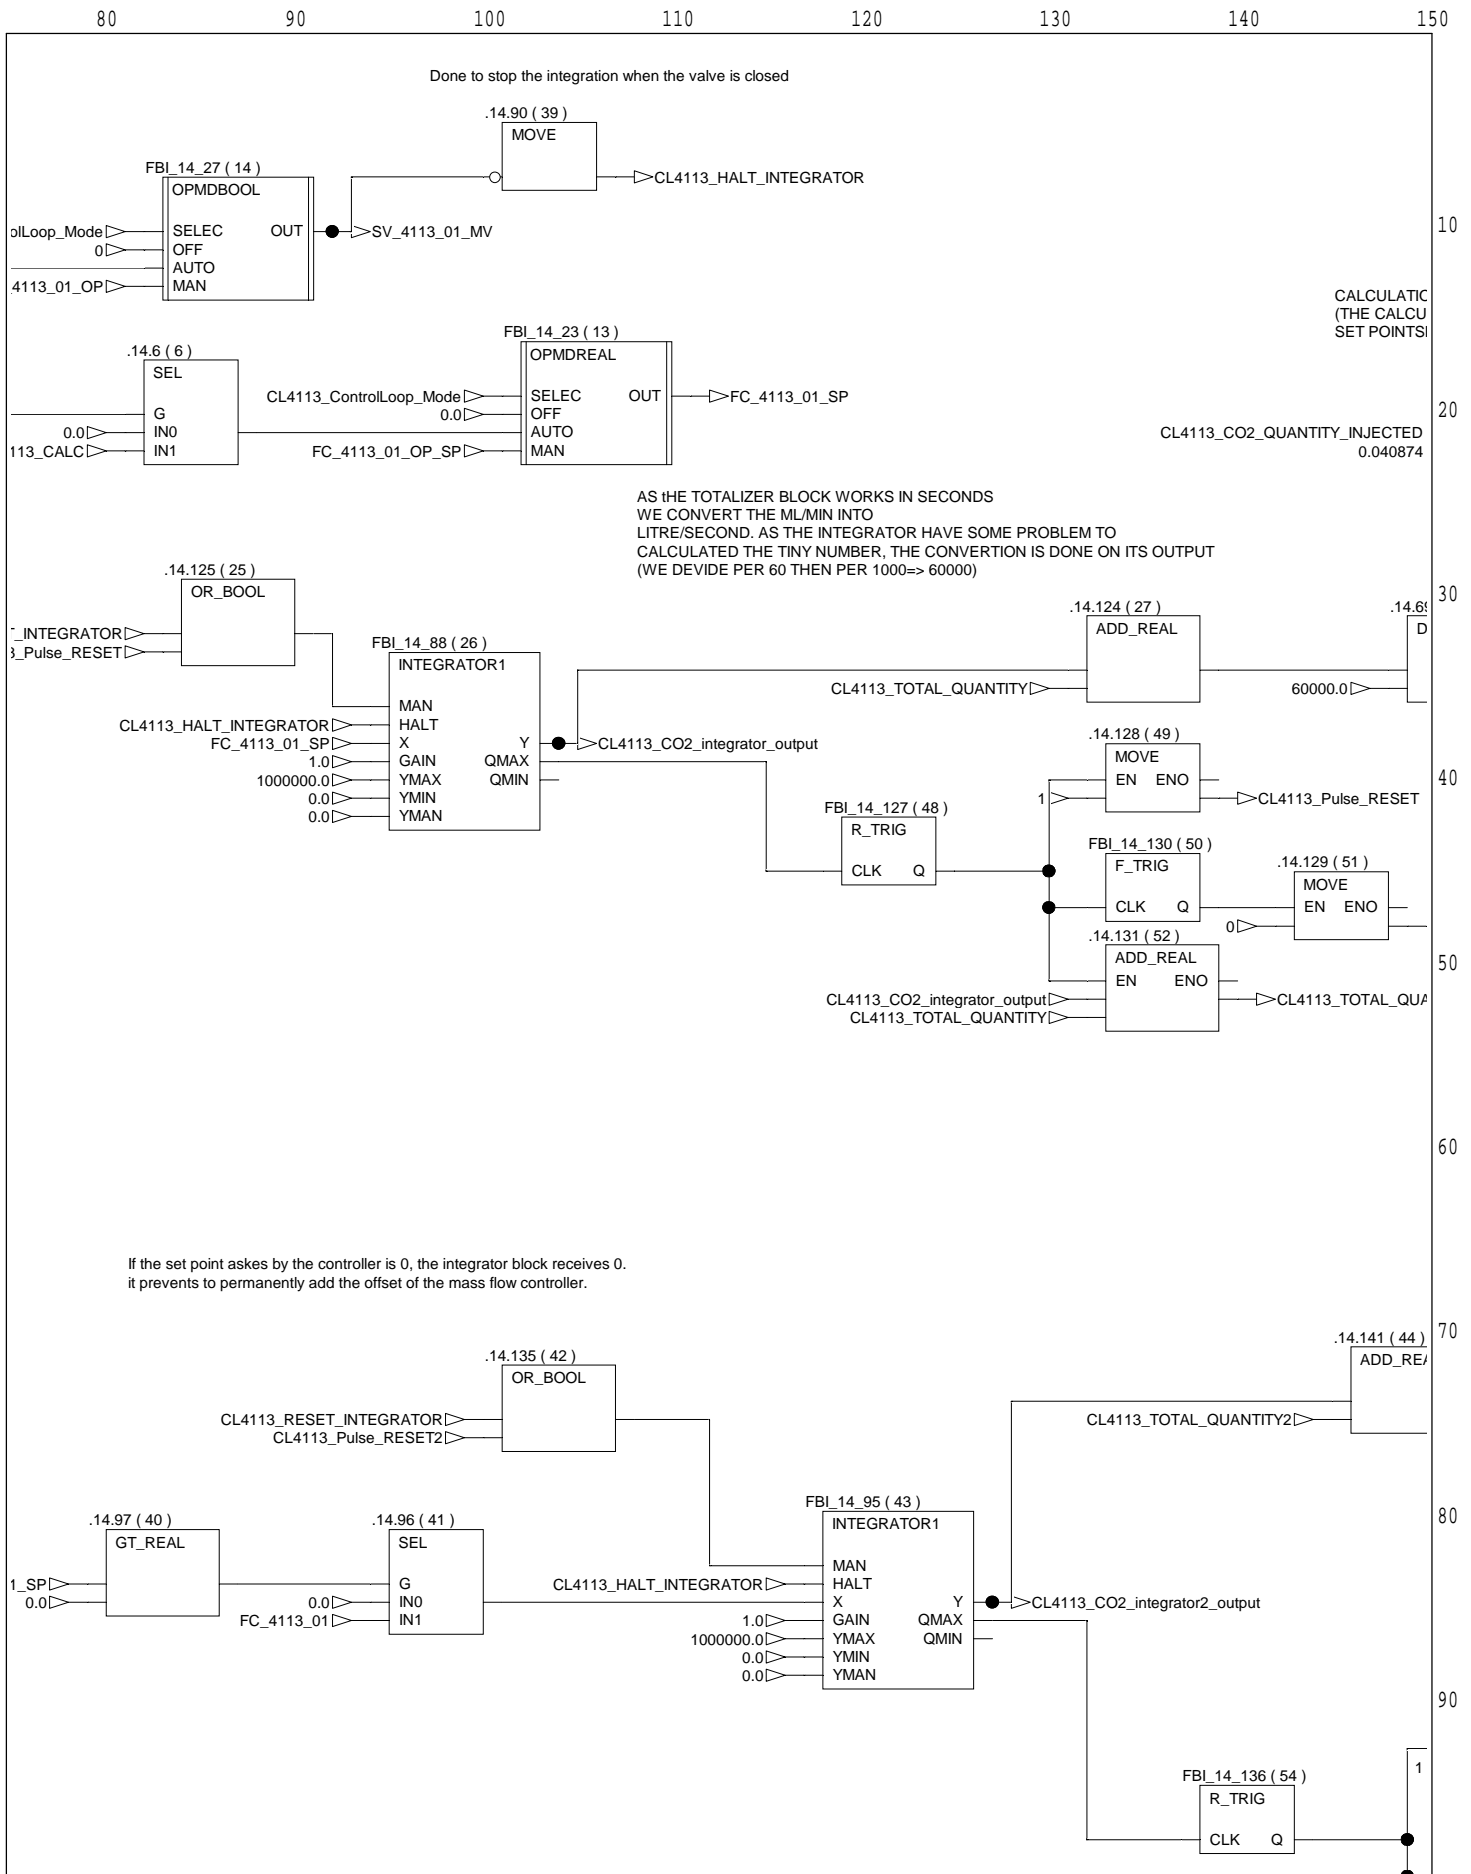 80 90 100 110 120 130 140 150
Done to stop the integration when the valve is closed
.14.90 ( 39 )
MOVE
CL4113_HALT_INTEGRATOR
FBI_14_27 ( 14 )
OPMDBOOL
olLoop_Mode SELEC OUT SV_4113_01_MV
10
0 OFF
AUTO
4113_01_OP MAN
CALCULATIO
(THE CALCU
SET POINTS
FBI_14_23 ( 13 )
OPMDREAL
.14.6 ( 6 )
SEL
CL4113_ControlLoop_Mode SELEC OUT FC_4113_01_SP
G
0.0 OFF
20
0.0 IN0
AUTO
113_CALC IN1
FC_4113_01_OP_SP MAN
CL4113_CO2_QUANTITY_INJECTED
0.040874
AS tHE TOTALIZER BLOCK WORKS IN SECONDS
WE CONVERT THE ML/MIN INTO
LITRE/SECOND. AS THE INTEGRATOR HAVE SOME PROBLEM TO
CALCULATED THE TINY NUMBER, THE CONVERTION IS DONE ON ITS OUTPUT
(WE DEVIDE PER 60 THEN PER 1000=> 60000)
.14.125 ( 25 )
OR_BOOL
30
T_INTEGRATOR
3_Pulse_RESET
.14.124 ( 27 )
ADD_REAL
.14.69
D
CL4113_TOTAL_QUANTITY
60000.0
FBI_14_88 ( 26 )
INTEGRATOR1
MAN
CL4113_HALT_INTEGRATOR HALT
FC_4113_01_SP X Y CL4113_CO2_integrator_output
1.0 GAIN QMAX
1000000.0 YMAX QMIN
0.0 YMIN
0.0 YMAN
.14.128 ( 49 )
MOVE
EN ENO
40
1 CL4113_Pulse_RESET
FBI_14_127 ( 48 )
R_TRIG
CLK Q
FBI_14_130 ( 50 )
F_TRIG
CLK Q
.14.129 ( 51 )
MOVE
EN ENO
0
.14.131 ( 52 )
ADD_REAL
EN ENO
50
CL4113_CO2_integrator_output CL4113_TOTAL_QUA
CL4113_TOTAL_QUANTITY
60
If the set point askes by the controller is 0, the integrator block receives 0.
it prevents to permanently add the offset of the mass flow controller.
70
.14.141 ( 44 )
ADD_REA
.14.135 ( 42 )
OR_BOOL
CL4113_RESET_INTEGRATOR
CL4113_Pulse_RESET2
CL4113_TOTAL_QUANTITY2
80
.14.97 ( 40 )
GT_REAL
1_SP
0.0
.14.96 ( 41 )
SEL
G
0.0 IN0
FC_4113_01 IN1
FBI_14_95 ( 43 )
INTEGRATOR1
MAN
CL4113_HALT_INTEGRATOR HALT
X Y CL4113_CO2_integrator2_output
1.0 GAIN QMAX
1000000.0 YMAX QMIN
0.0 YMIN
0.0 YMAN
90
1
FBI_14_136 ( 54 )
R_TRIG
CLK Q